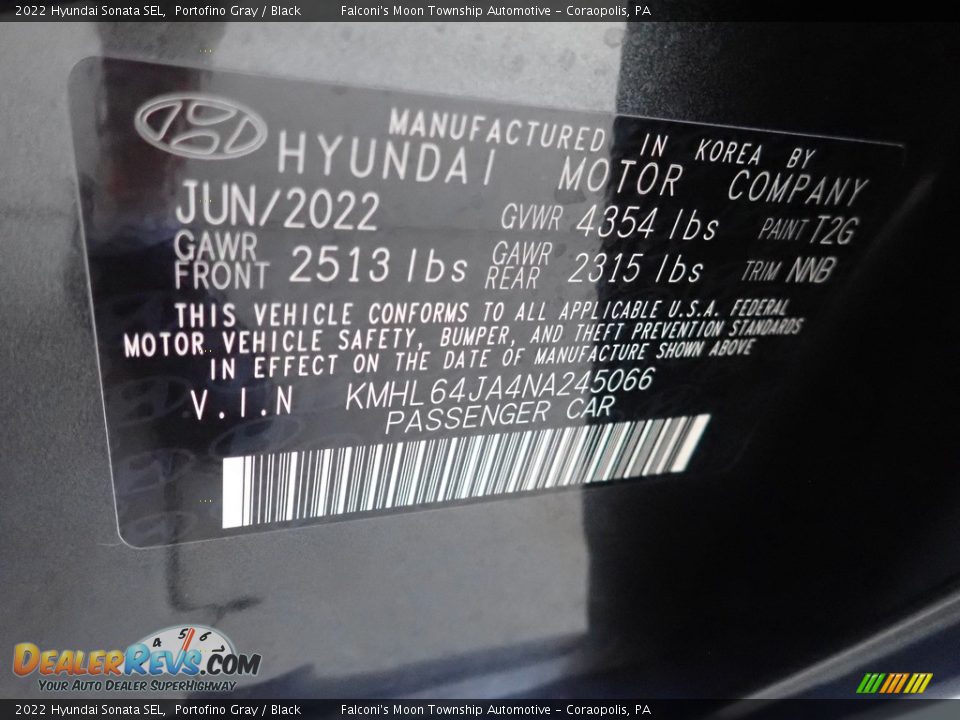 2022 Hyundai Sonata SEL, Portofino Gray / Black Falconi's Moon Township Automotive - Coraopolis, PA
MANUFACTURED IN KOREA BY
HYUNDAI MOTOR COMPANY
JUN/2022 GVWR 4354 lbs PAINT T2G
GAWR FRONT 2513 lbs GAWR REAR 2315 lbs TRIM NNB
THIS VEHICLE CONFORMS TO ALL APPLICABLE U.S.A. FEDERAL
MOTOR VEHICLE SAFETY, BUMPER, AND THEFT PREVENTION STANDARDS
IN EFFECT ON THE DATE OF MANUFACTURE SHOWN ABOVE
V.I.N KMHL64JA4NA245066
PASSENGER CAR
4 5 6
DEALERREVS.COM
YOUR AUTO DEALER SUPERHIGHWAY
2022 Hyundai Sonata SEL, Portofino Gray / Black Falconi's Moon Township Automotive - Coraopolis, PA